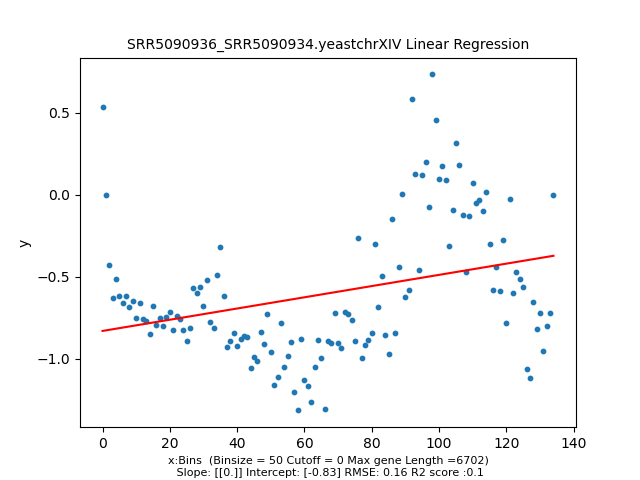 SRR5090936_SRR5090934.yeastchrXIV Linear Regression
y
0.5
0.0
−0.5
−1.0
0 20 40 60 80 100 120 140
x:Bins (Binsize = 50 Cutoff = 0 Max gene Length =6702)
Slope: [[0.]] Intercept: [-0.83] RMSE: 0.16 R2 score :0.1